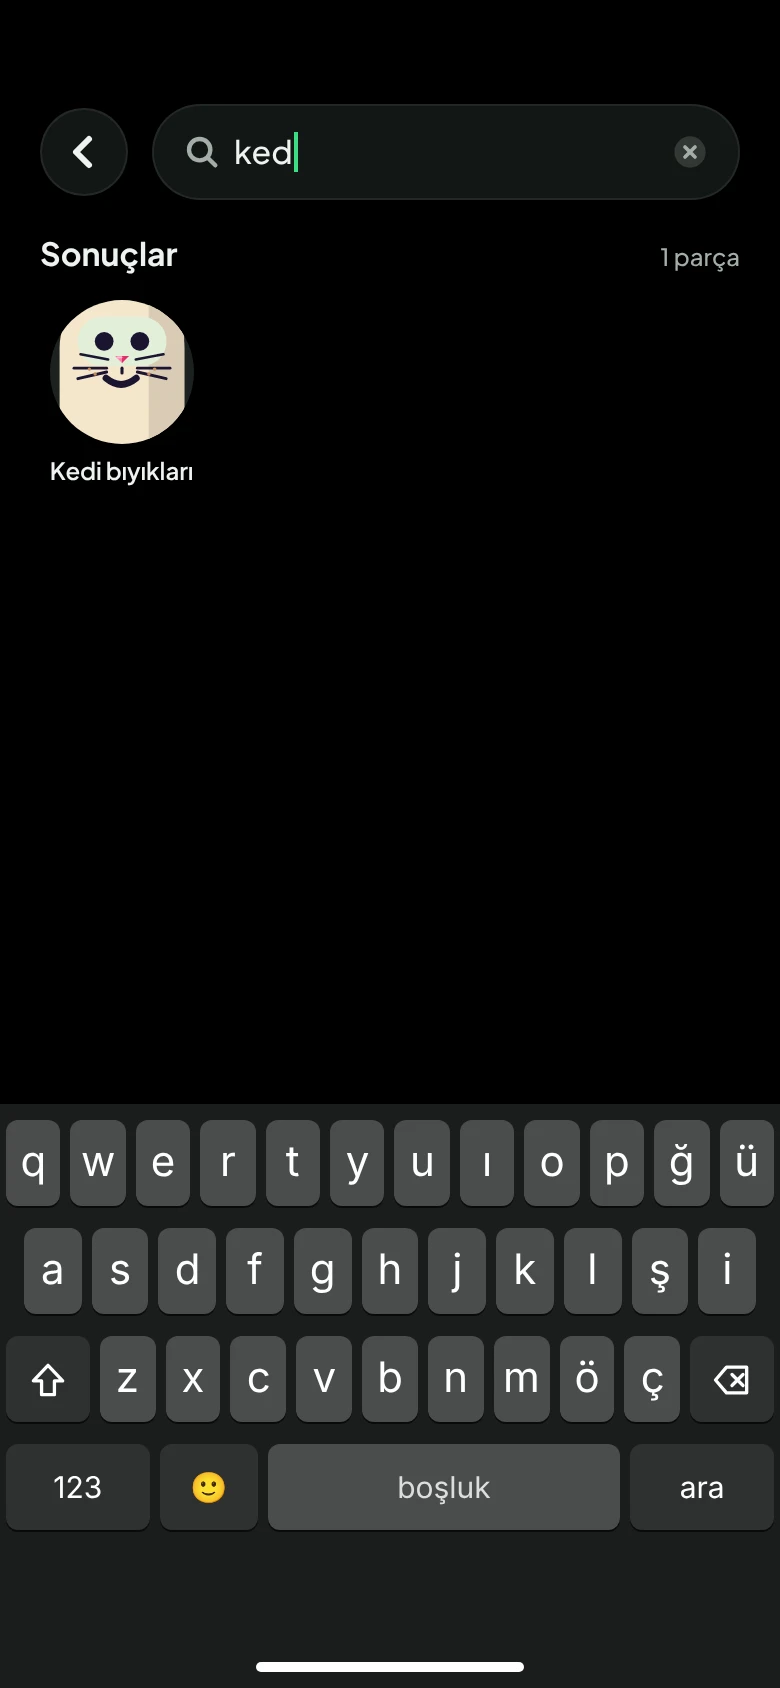 ked
Sonuçlar
1 parça
Kedi bıyıkları
q w e r t y u ı o p ğ ü
a s d f g h j k l ş i
z x c v b n m ö ç
123 boşluk ara